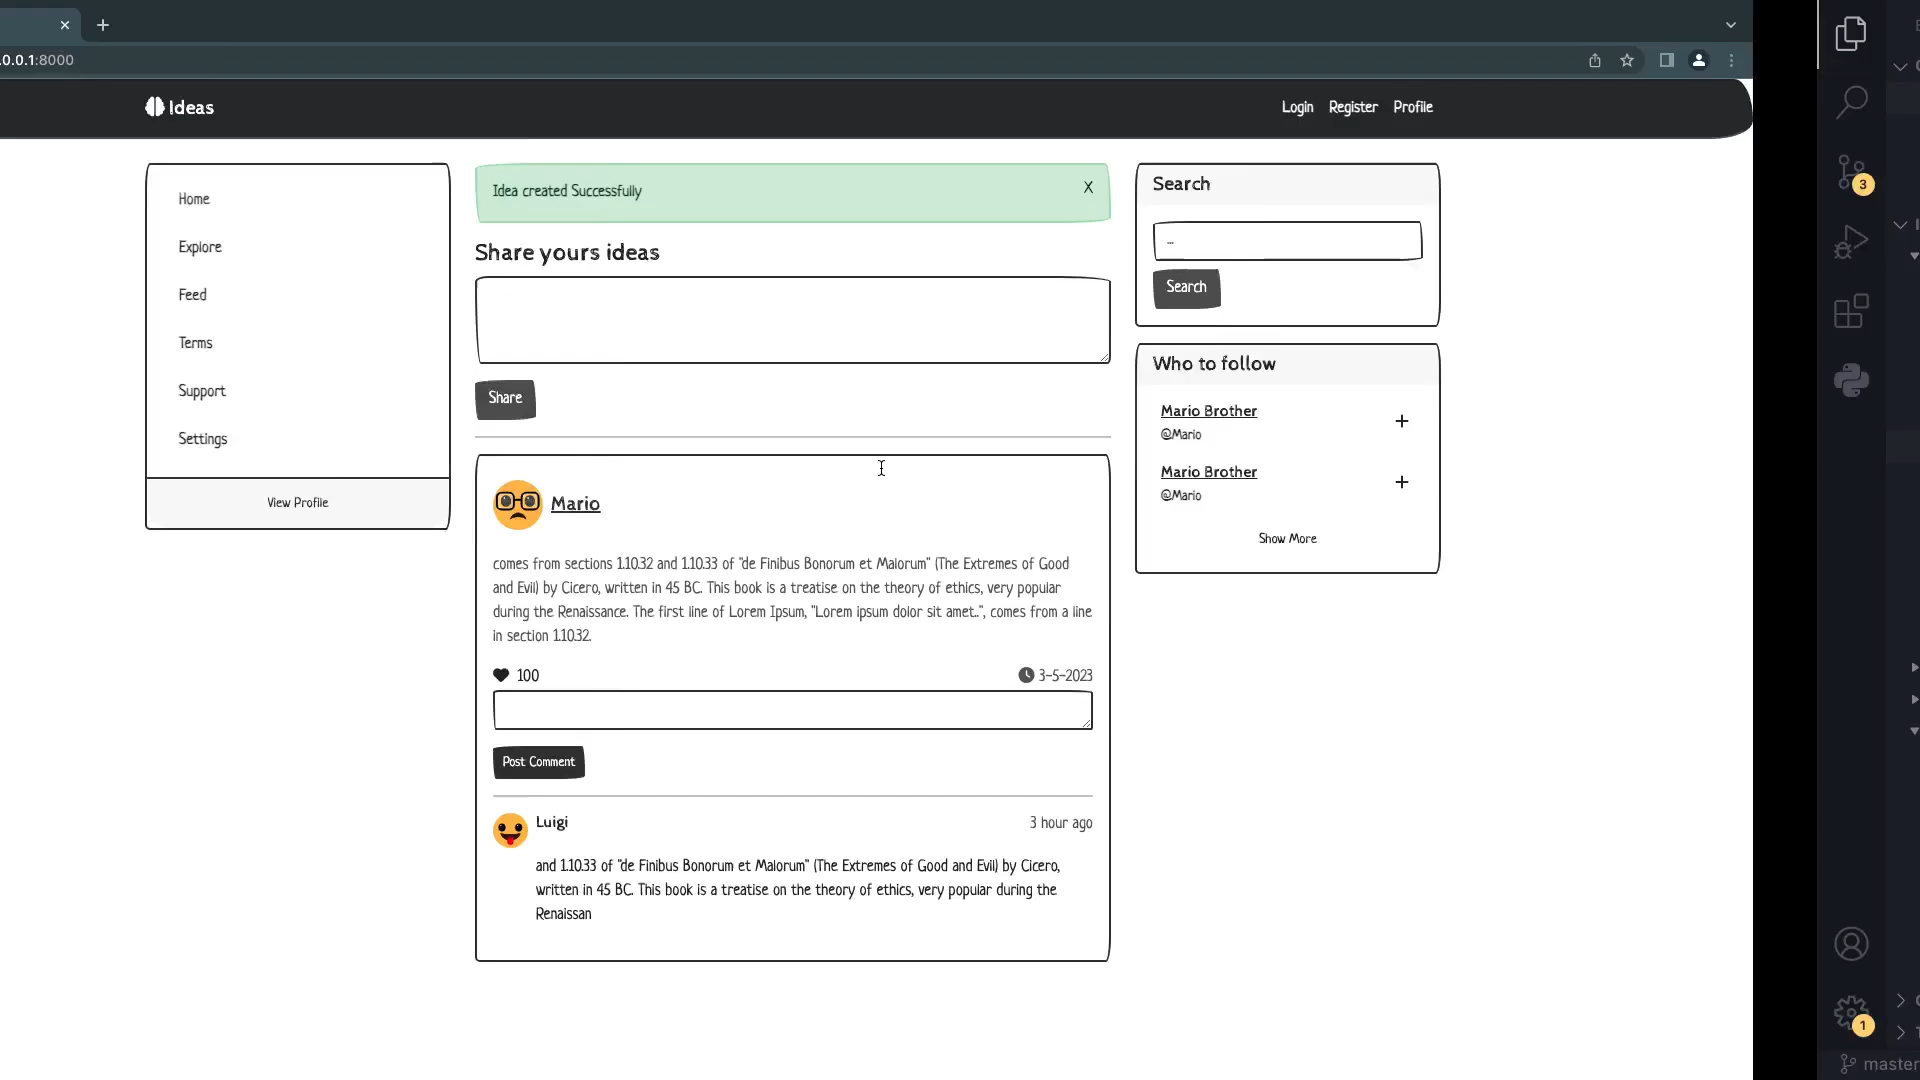 .0.0.1:8000
Ideas
Login Register Profile
Home
Explore
Feed
Terms
Support
Settings
View Profile
Idea created Successfully X
Share yours ideas
Share
Mario
comes from sections 1.10.32 and 1.10.33 of "de Finibus Bonorum et Malorum" (The Extremes of Good
and Evil) by Cicero, written in 45 BC. This book is a treatise on the theory of ethics, very popular
during the Renaissance. The first line of Lorem Ipsum, "Lorem ipsum dolor sit amet..", comes from a line
in section 1.10.32.
100 3-5-2023
Post Comment
Luigi 3 hour ago
and 1.10.33 of "de Finibus Bonorum et Malorum" (The Extremes of Good and Evil) by Cicero,
written in 45 BC. This book is a treatise on the theory of ethics, very popular during the
Renaissan
Search
...
Search
Who to follow
Mario Brother
@Mario
Mario Brother
@Mario
Show More
3
1
master